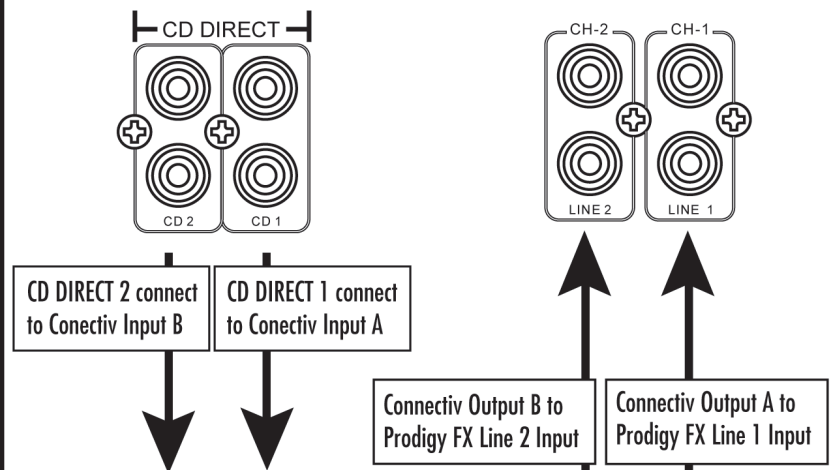 CD DIRECT
CD 2
CD 1
CH-2
CH-1
LINE 2
LINE 1
CD DIRECT 2 connect
to Conectiv Input B
CD DIRECT 1 connect
to Conectiv Input A
Connectiv Output B to
Prodigy FX Line 2 Input
Connectiv Output A to
Prodigy FX Line 1 Input